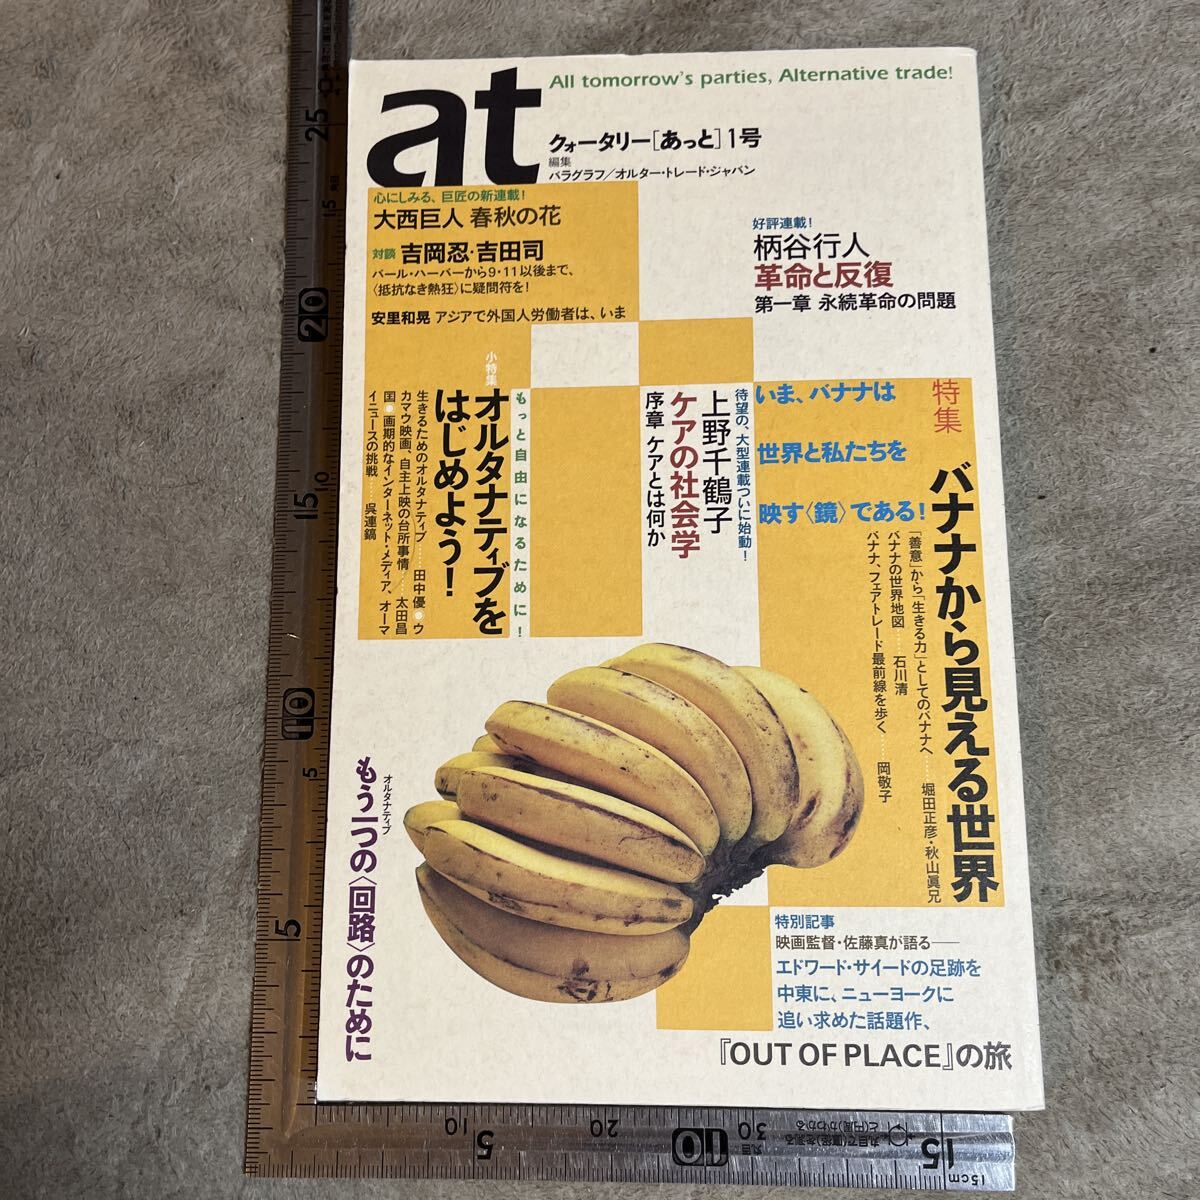 at
All tomorrow's parties, Alternative trade!
クォータリー[あっと]1号
編集
パラグラフ/オルター・トレード・ジャパン
心にしみる、巨匠の新連載!
大西巨人 春秋の花
対談 吉岡忍・吉田司
パール・ハーバーから9・11以後まで、
〈抵抗なき熱狂〉に疑問符を!
安里和晃 アジアで外国人労働者は、いま
好評連載!
柄谷行人
革命と反復
第一章 永続革命の問題
特集
バナナから見える世界
いま、バナナは
世界と私たちを
映す〈鏡〉である!
「善意」から「生きる力」としてのバナナへ……堀田正彦・秋山眞兄
バナナの世界地図……石川清
バナナ、フェアトレード最前線を歩く……岡敬子
待望の、大型連載ついに始動!
上野千鶴子
ケアの社会学
序章 ケアとは何か
もっと自由になるために!
小特集
オルタナティブを
はじめよう!
生きるためのオルタナティブ……田中優●ウ
カマウ映画、自主上映の台所事情……太田昌
国●画期的なインターネット・メディア、オーマ
イニュースの挑戦……呉連鎬
オルタナティブ
もう一つの〈回路〉のために
特別記事
映画監督・佐藤真が語る──
エドワード・サイードの足跡を
中東に、ニューヨークに
追い求めた話題作、
『OUT OF PLACE』の旅
25
15
20
15
10
10
5
5
10
5
20
10
30
15
15cm